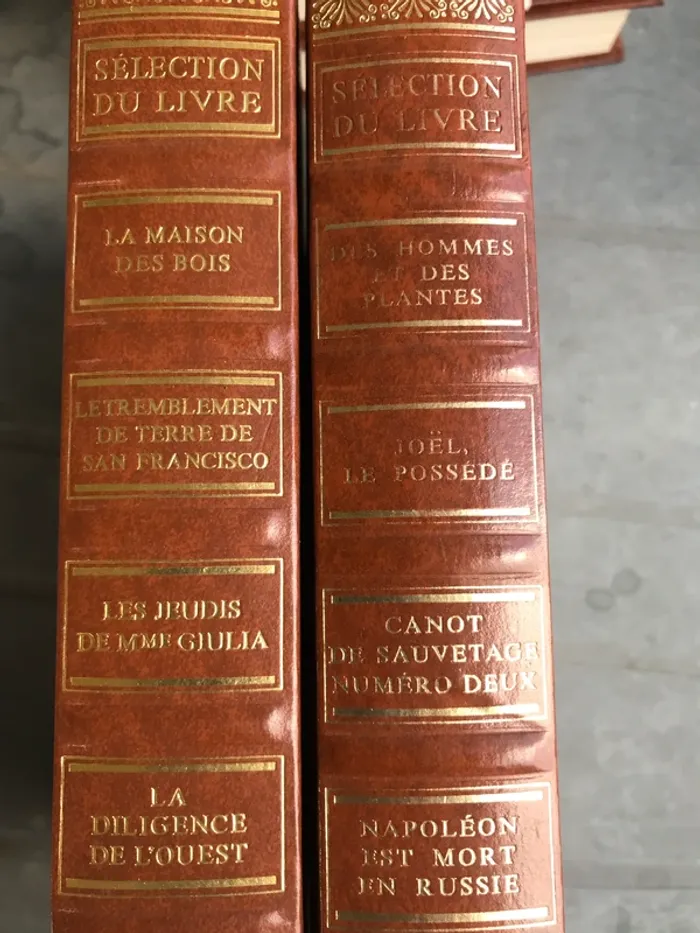 SÉLECTION
DU LIVRE
LA MAISON
DES BOIS
LE TREMBLEMENT
DE TERRE DE
SAN FRANCISCO
LES JEUDIS
DE MME GIULIA
LA
DILIGENCE
DE L'OUEST
SÉLECTION
DU LIVRE
DES HOMMES
ET DES
PLANTES
JOËL,
LE POSSÉDÉ
CANOT
DE SAUVETAGE
NUMÉRO DEUX
NAPOLÉON
EST MORT
EN RUSSIE